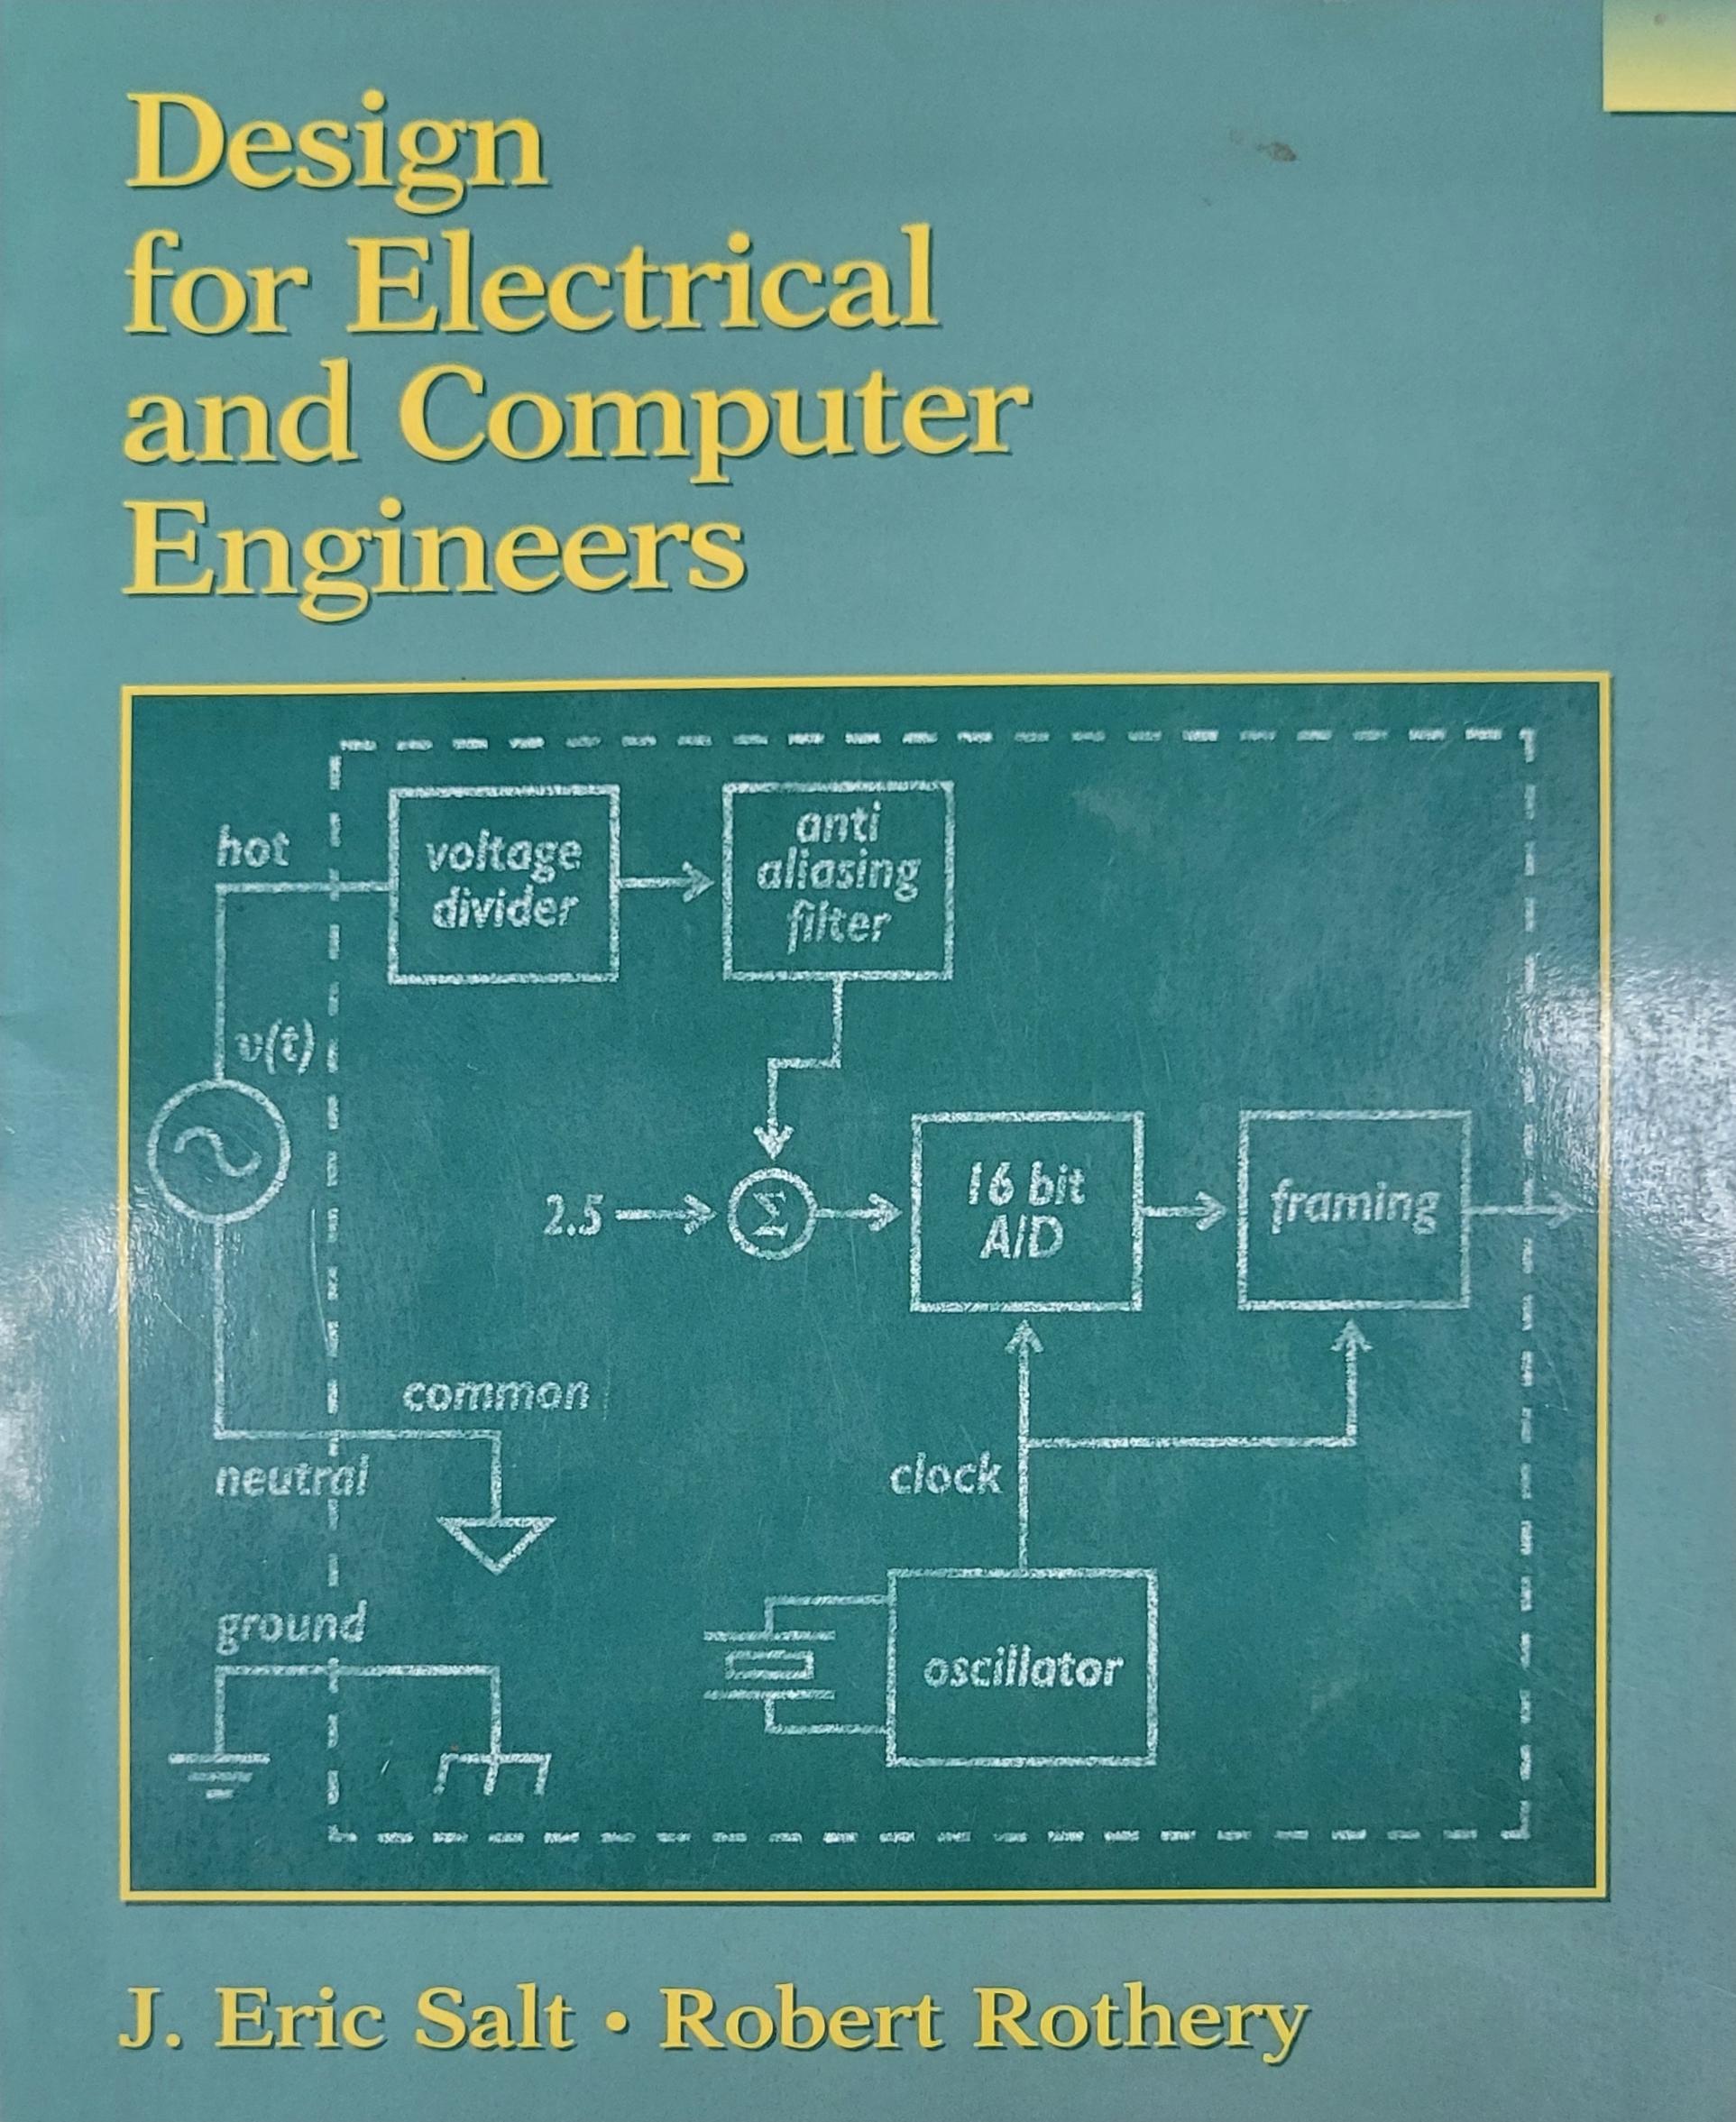 Design
for Electrical
and Computer
Engineers
hot
voltage
divider
anti
aliasing
filter
v(t)
2.5
Σ
16 bit
A/D
framing
common
neutral
clock
ground
oscillator
J. Eric Salt • Robert Rothery